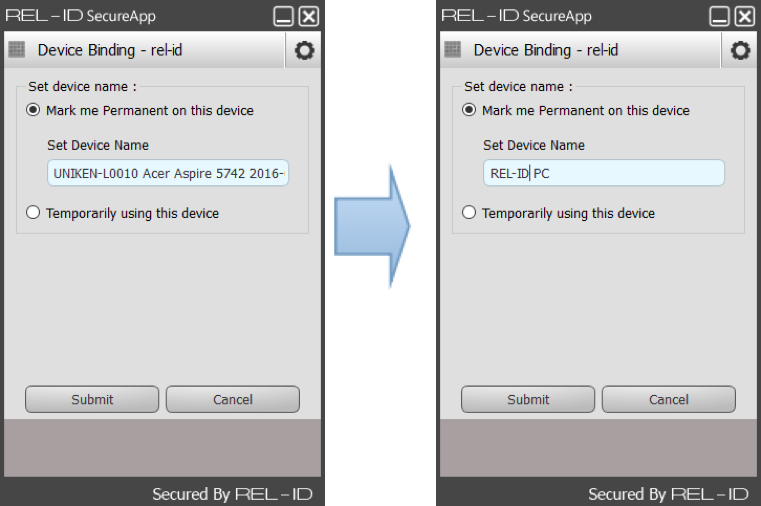 REL-ID SecureApp
Device Binding - rel-id
Set device name :
Mark me Permanent on this device
Set Device Name
UNIKEN-L0010 Acer Aspire 5742 2016-
Temporarily using this device
Submit Cancel
Secured By REL-ID
REL-ID SecureApp
Device Binding - rel-id
Set device name :
Mark me Permanent on this device
Set Device Name
REL-ID PC
Temporarily using this device
Submit Cancel
Secured By REL-ID